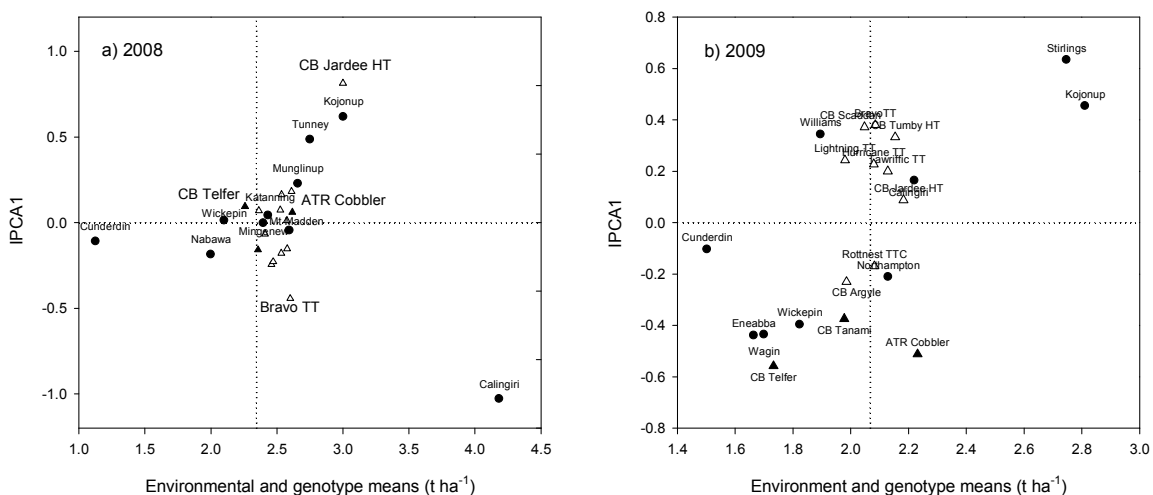 a) 2008
CB Jardee HT
Kojonup
Tunney
Munglinup
CB Telfer
Katanning
ATR Cobbler
Wickepin
Mt Madden
Cunderdin
Mingenew
Nabawa
Bravo TT
Calingiri
IPCA1
1.0
0.5
0.0
-0.5
-1.0
1.0 1.5 2.0 2.5 3.0 3.5 4.0 4.5
Environmental and genotype means (t ha-1)
b) 2009
Stirlings
Kojonup
BravoTT
CB Scaddan
Williams
CB Tumby HT
Lightning TT
Hurricane TT
Tawriffic TT
CB Jardee HT
Calingiri
Cunderdin
Rottnest TTC
Northampton
CB Argyle
Wickepin
Eneabba
CB Tanami
ATR Cobbler
Wagin
CB Telfer
IPCA1
0.8
0.6
0.4
0.2
0.0
-0.2
-0.4
-0.6
-0.8
1.4 1.6 1.8 2.0 2.2 2.4 2.6 2.8 3.0
Environment and genotype means (t ha-1)